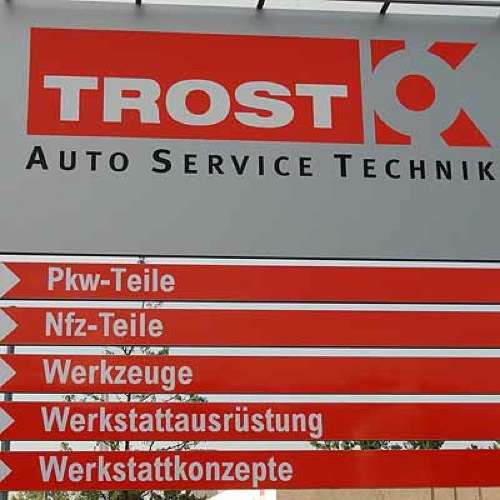 TROST
AUTO SERVICE TECHNIK
Pkw-Teile
Nfz-Teile
Werkzeuge
Werkstattausrüstung
Werkstattkonzepte